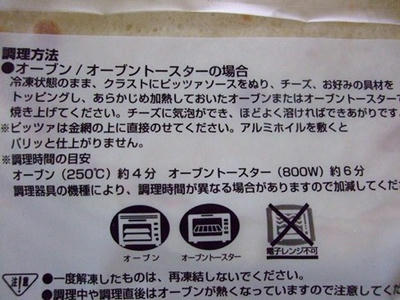 調理方法
●オーブン/オーブントースターの場合
冷凍状態のまま、クラストにピッツァソースをぬり、チーズ、お好みの具材を
トッピングし、あらかじめ加熱しておいたオーブンまたはオーブントースターで
焼き上げてください。チーズに気泡ができ、ほどよく溶ければできあがりです。
※ピッツァは金網の上に直接のせてください。アルミホイルを敷くと
パリッと仕上がりません。
※調理時間の目安
オーブン(250℃)約4分 オーブントースター(800W)約6分
調理器具の機種により、調理時間が異なる場合がありますので加減してくださ
オーブン
オーブントースター
電子レンジ不可
注意
●一度解凍したものは、再凍結しないでください。
●調理中や調理直後はオーブンが熱くなっていますので注意してくだ